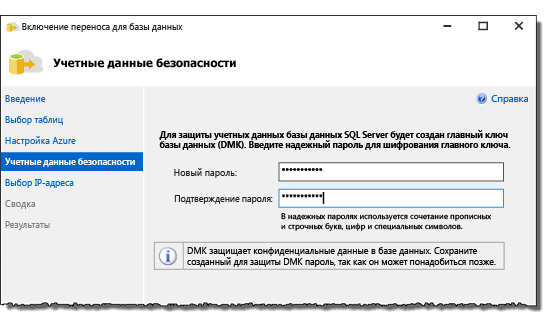 Включение переноса для базы данных
Учетные данные безопасности
Введение
Справка
Выбор таблиц
Настройка Azure
Учетные данные безопасности
Выбор IP-адреса
Сводка
Результаты
Для защиты учетных данных базы данных SQL Server будет создан главный ключ
базы данных (DMK). Введите надежный пароль для шифрования главного ключа.
Новый пароль:
Подтверждение пароля:
В надежных паролях используется сочетание прописных
и строчных букв, цифр и специальных символов.
DMK защищает конфиденциальные данные в базе данных. Сохраните
созданный для защиты DMK пароль, так как он может понадобиться позже.